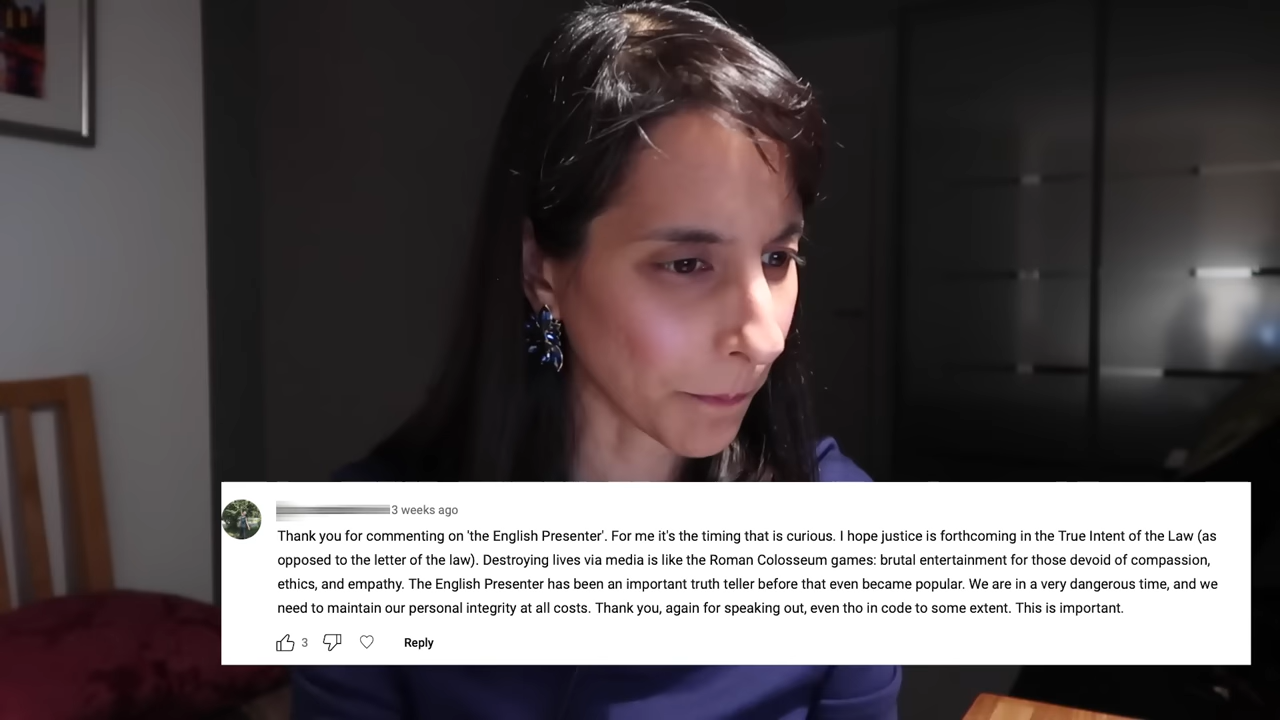 3 weeks ago
Thank you for commenting on 'the English Presenter'. For me it's the timing that is curious. I hope justice is forthcoming in the True Intent of the Law (as
opposed to the letter of the law). Destroying lives via media is like the Roman Colosseum games: brutal entertainment for those devoid of compassion,
ethics, and empathy. The English Presenter has been an important truth teller before that even became popular. We are in a very dangerous time, and we
need to maintain our personal integrity at all costs. Thank you, again for speaking out, even tho in code to some extent. This is important.
3 Reply